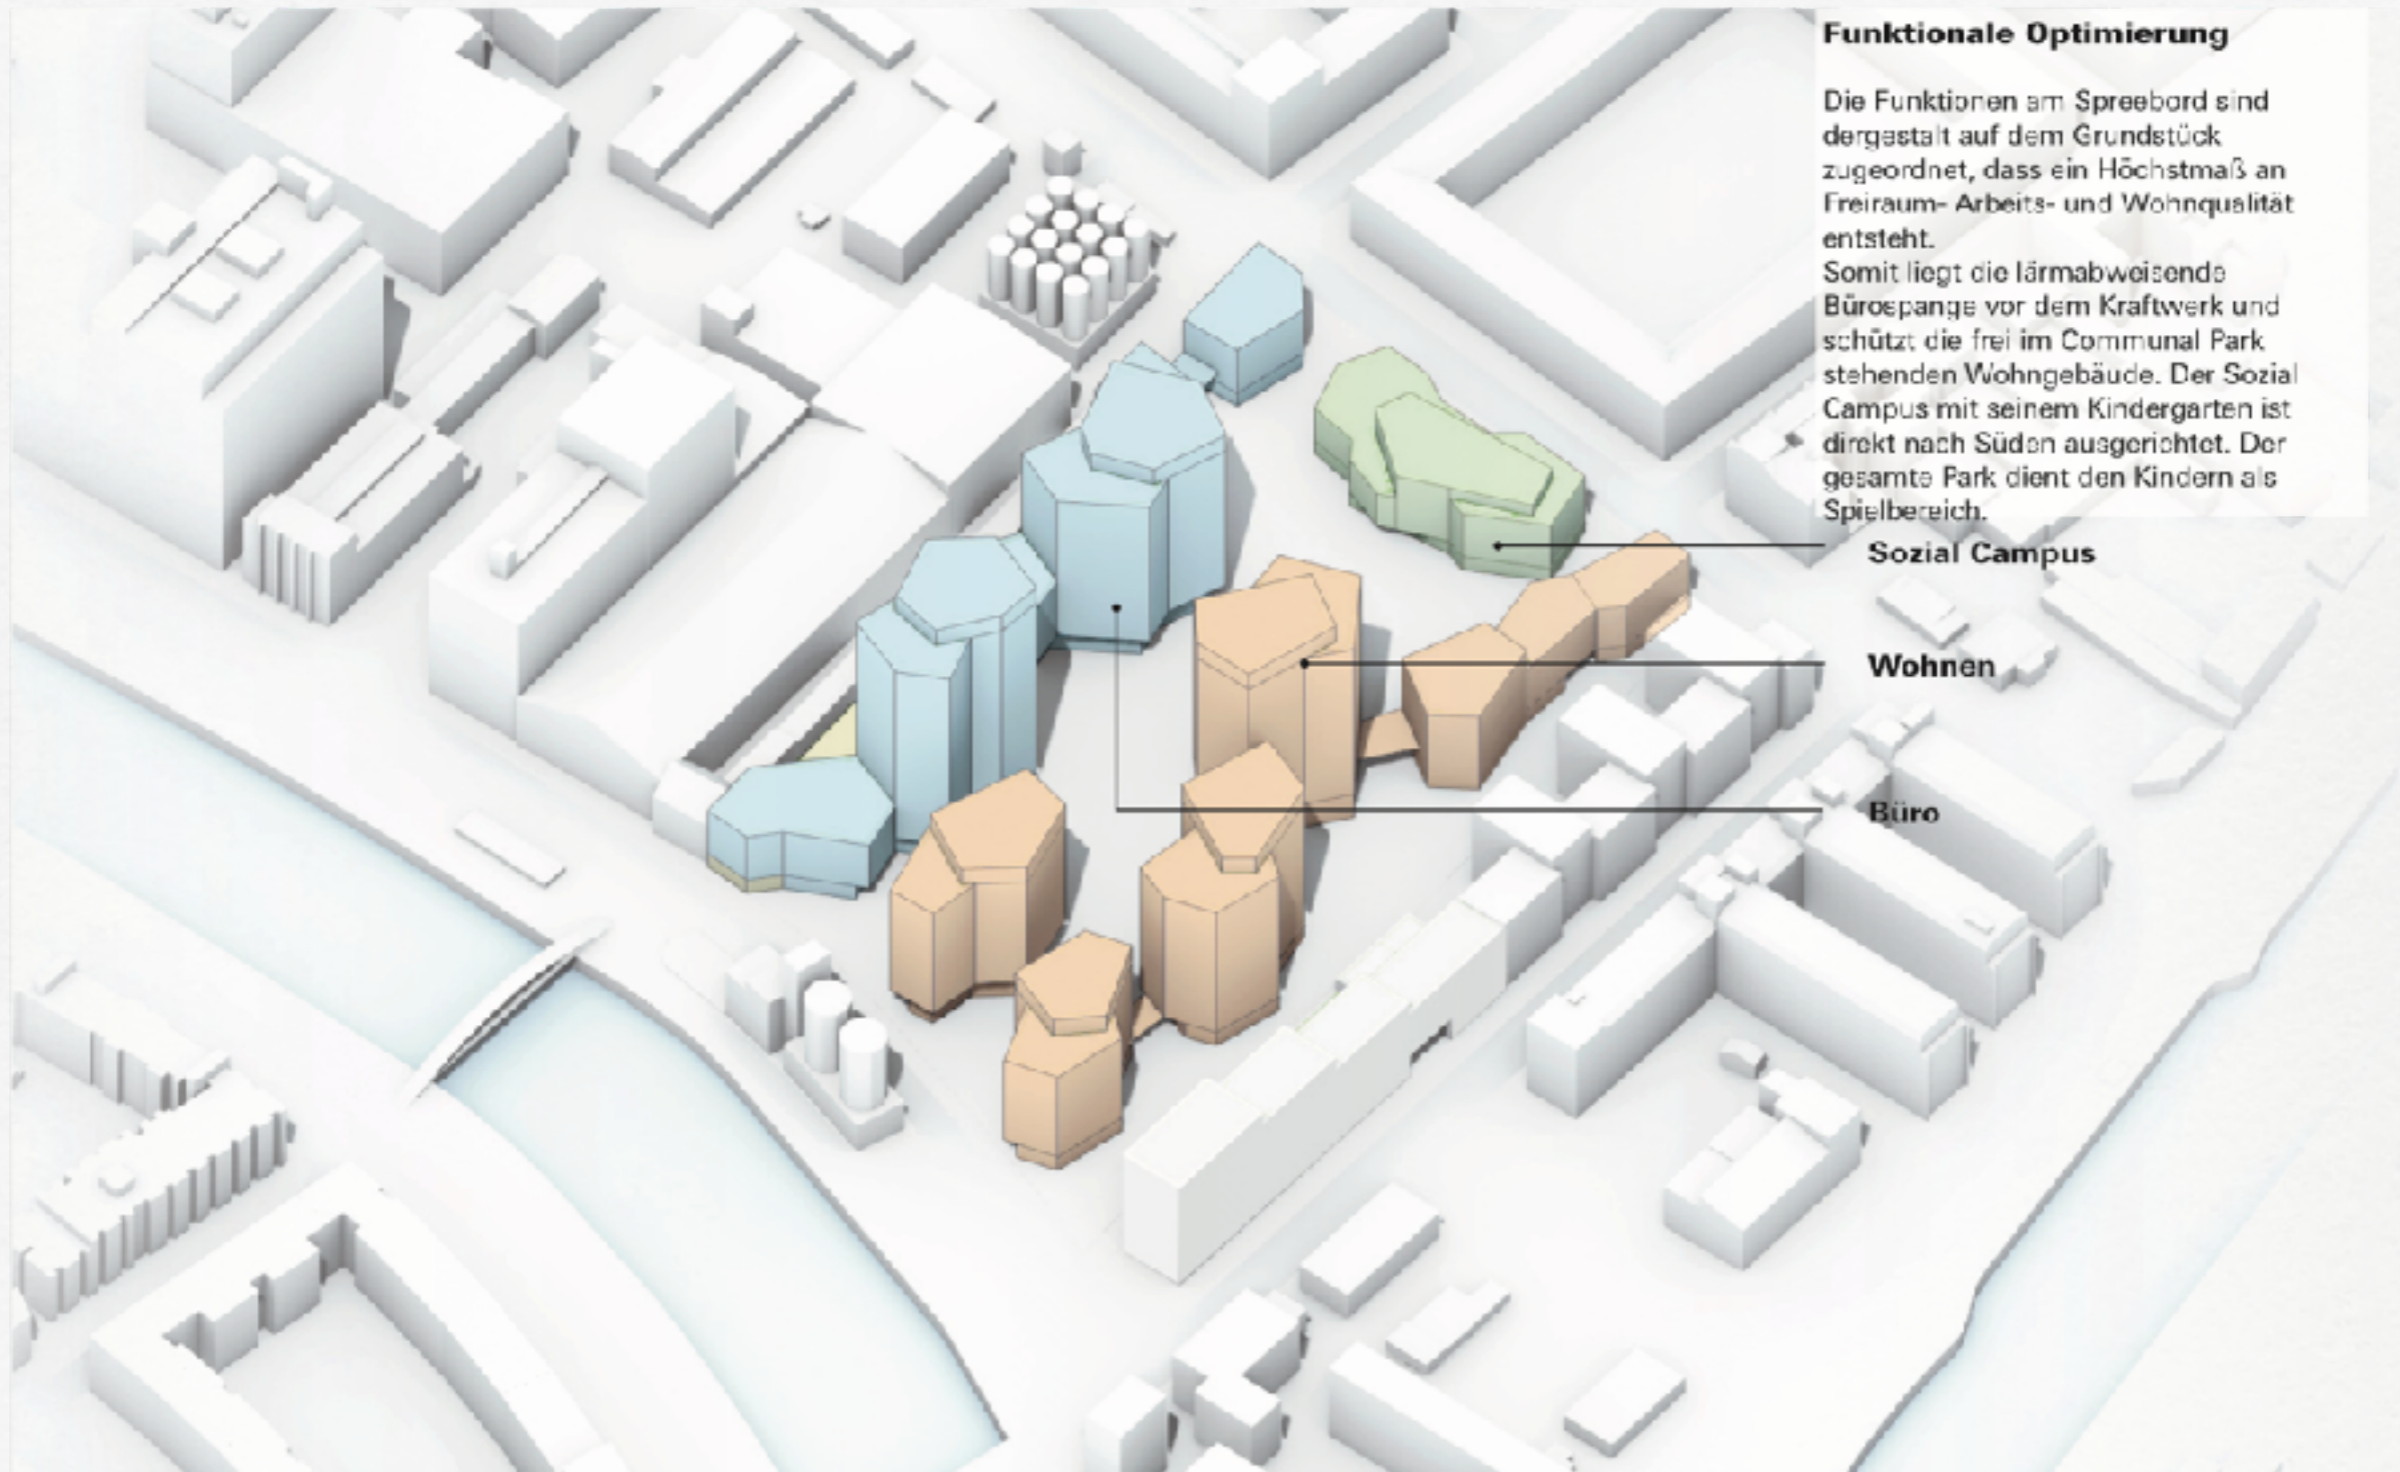 Funktionale Optimierung
Die Funktionen am Spreebord sind
dergestalt auf dem Grundstück
zugeordnet, dass ein Höchstmaß an
Freiraum- Arbeits- und Wohnqualität
entsteht.
Somit liegt die lärmabweisende
Bürospange vor dem Kraftwerk und
schützt die frei im Communal Park
stehenden Wohngebäude. Der Sozial
Campus mit seinem Kindergarten ist
direkt nach Süden ausgerichtet. Der
gesamte Park dient den Kindern als
Spielbereich.
Sozial Campus
Wohnen
Büro